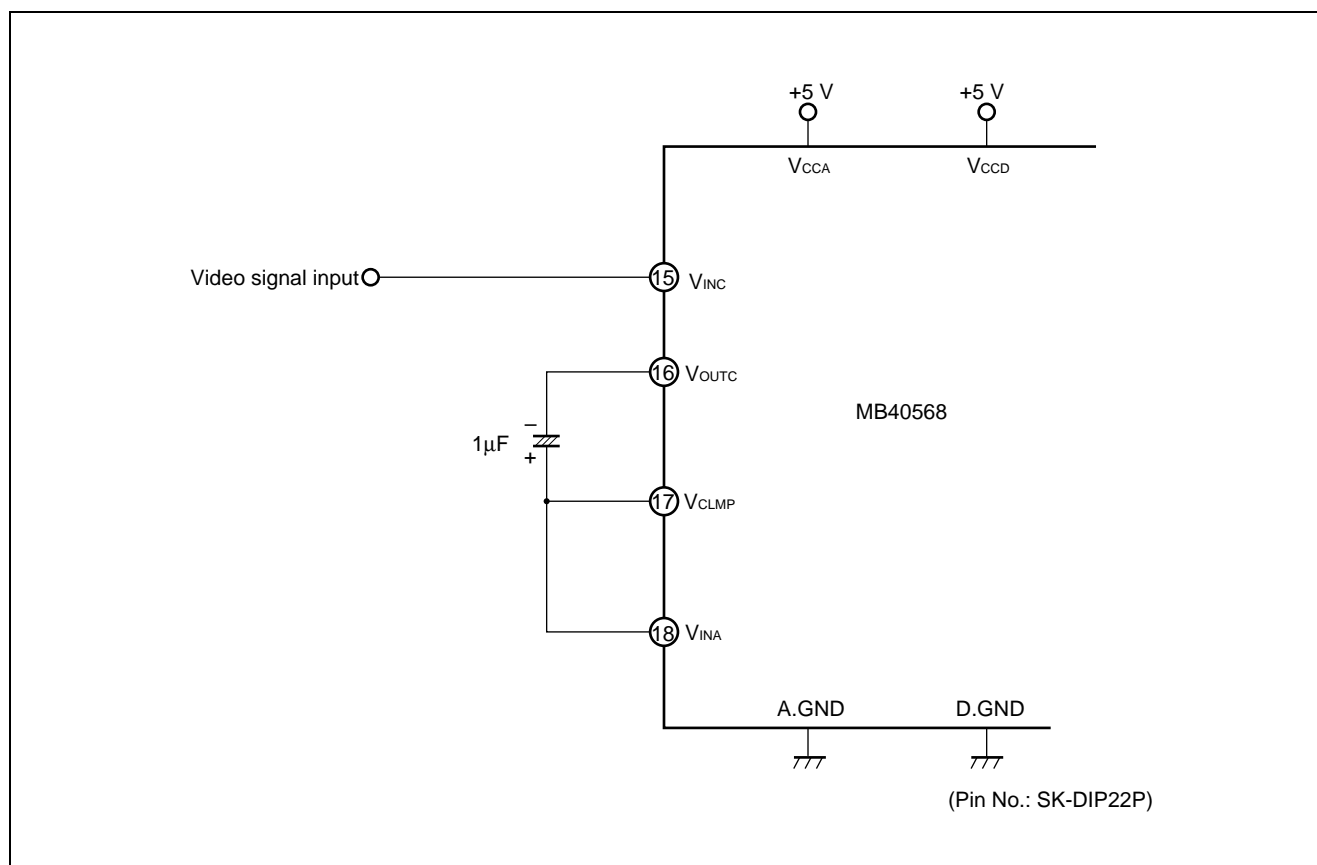 +5 V +5 V
VCCA VCCD
Video signal input 15 VINC
16 VOUTC
MB40568
–
1μF
+
17 VCLMP
18 VINA
A.GND D.GND
(Pin No.: SK-DIP22P)